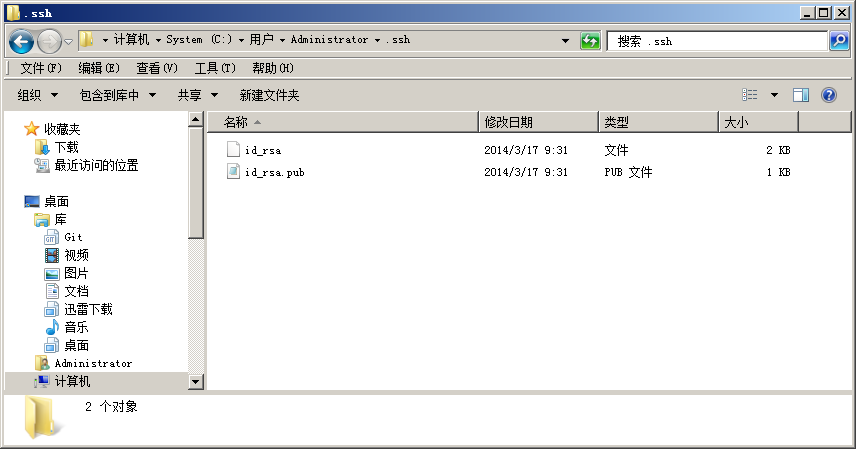 .ssh
计算机 System (C:) 用户 Administrator .ssh 搜索 .ssh
文件(F) 编辑(E) 查看(V) 工具(T) 帮助(H)
组织 包含到库中 共享 新建文件夹
名称 修改日期 类型 大小
id_rsa 2014/3/17 9:31 文件 2 KB
id_rsa.pub 2014/3/17 9:31 PUB 文件 1 KB
收藏夹
下载
最近访问的位置
桌面
库
Git
视频
图片
文档
迅雷下载
音乐
桌面
Administrator
计算机
2 个对象